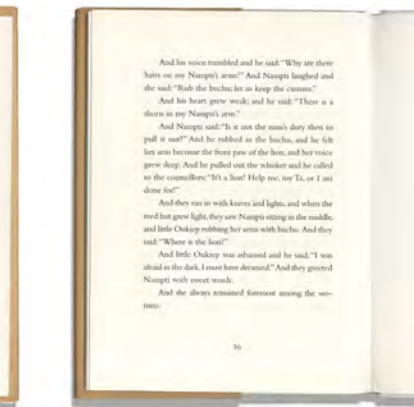 And his voice trembled and he said: "Why are there
hairs on my Nampti's arms?" And Nampti laughed and
she said: "Rub the buchu; let us keep the custom."
And his heart grew weak; and he said: "There is a
thorn in my Nampti's arm."
And Nampti said: "Is it not the man's duty then to
pull it out?" And he rubbed in the buchu, and he felt
her arm become the front paw of the lion, and her voice
grew deep. And he pulled out the whisker and he called
to the councillors: "It's a lion! Help me, my Ta, or I am
done for!"
And they ran in with knives and lights, and when the
reed hut grew light, they saw Nampti sitting in the middle,
and little Oukiep rubbing her arms with buchu. And they
said: "Where is the lion?"
And little Oukiep was ashamed and he said: "I was
afraid in the dark. I must have dreamed." And they greeted
Nampti with sweet words.
And she always remained foremost among the wo-
men.
36